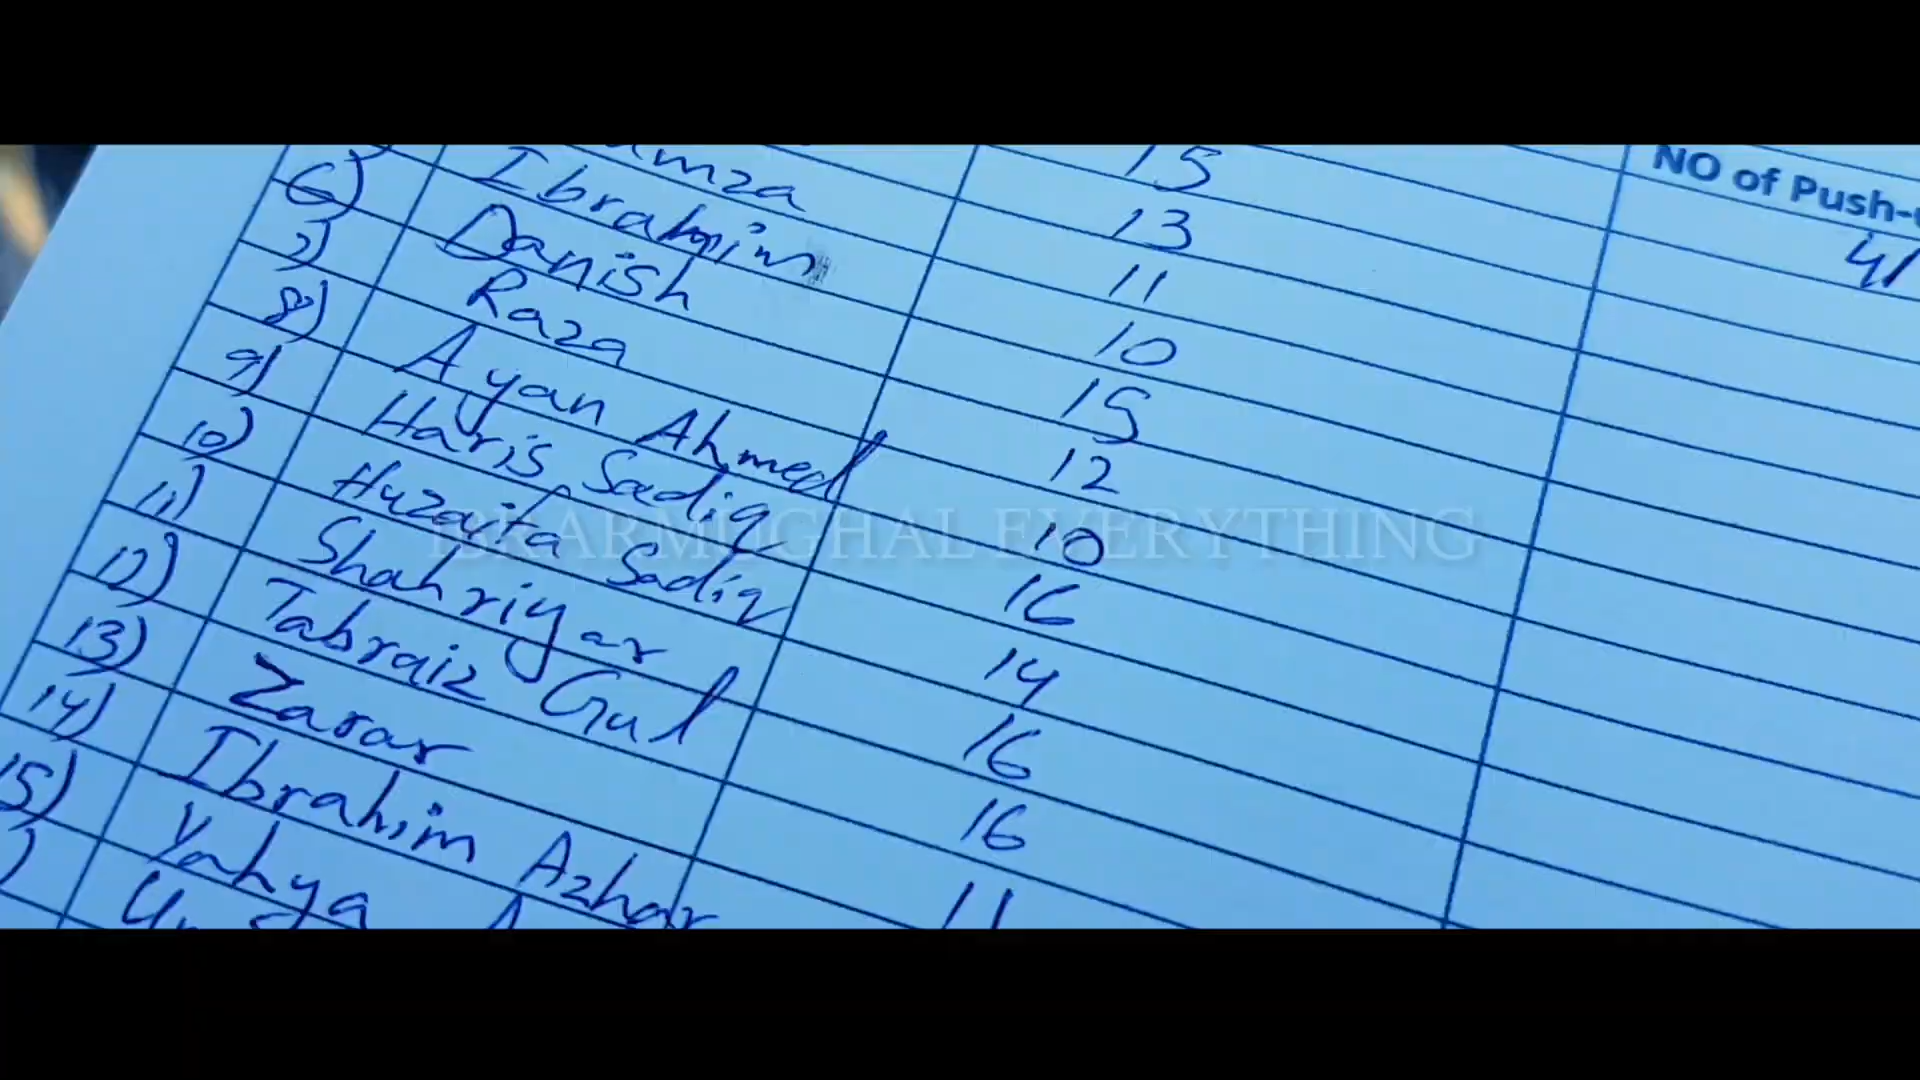 NO of Push-
15
41
13
11
Ibrahim 10
6) Danish 15
7) Raza 12
8) Ayan Ahmed 10
9) Haris Sadiq 16
10) Huzaifa Sadiq 14
11) Shahriyar 16
12) Tabraiz Gul 16
13) Zarar 11
14) Ibrahim Azhar
15) Yahya
IBRARMUGHAL EVERYTHING